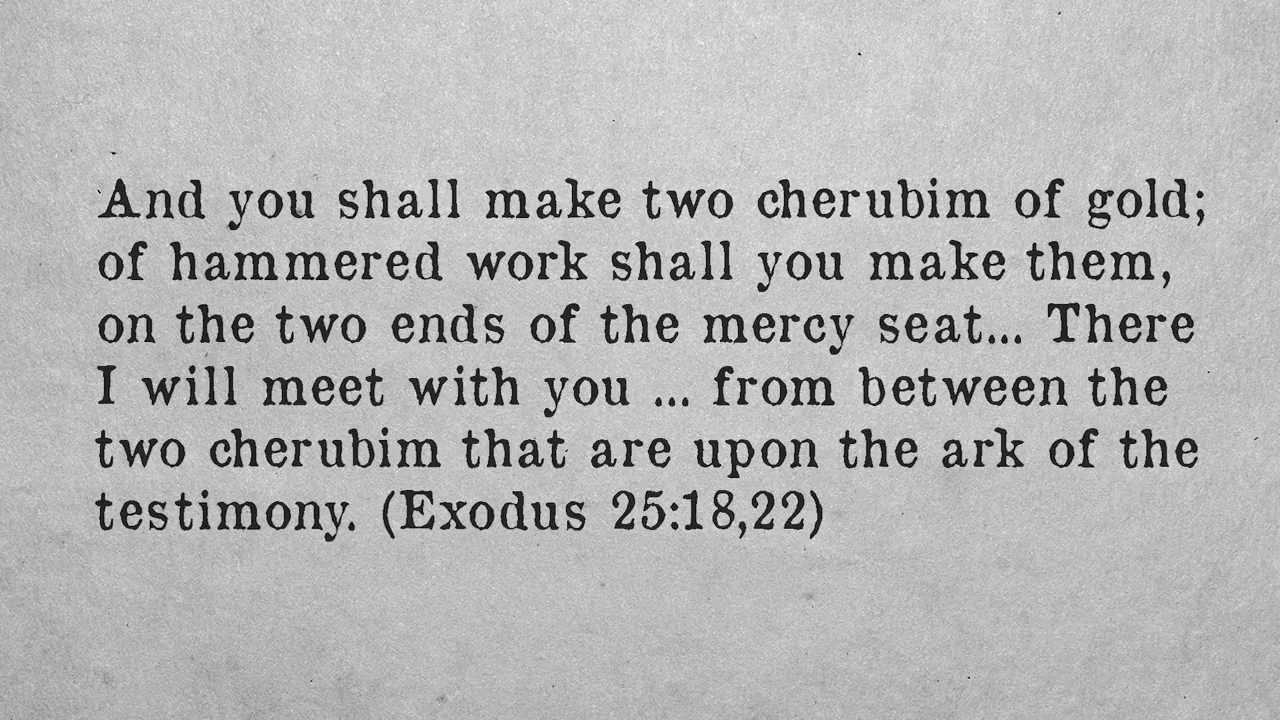 And you shall make two cherubim of gold;
of hammered work shall you make them,
on the two ends of the mercy seat... There
I will meet with you ... from between the
two cherubim that are upon the ark of the
testimony. (Exodus 25:18,22)